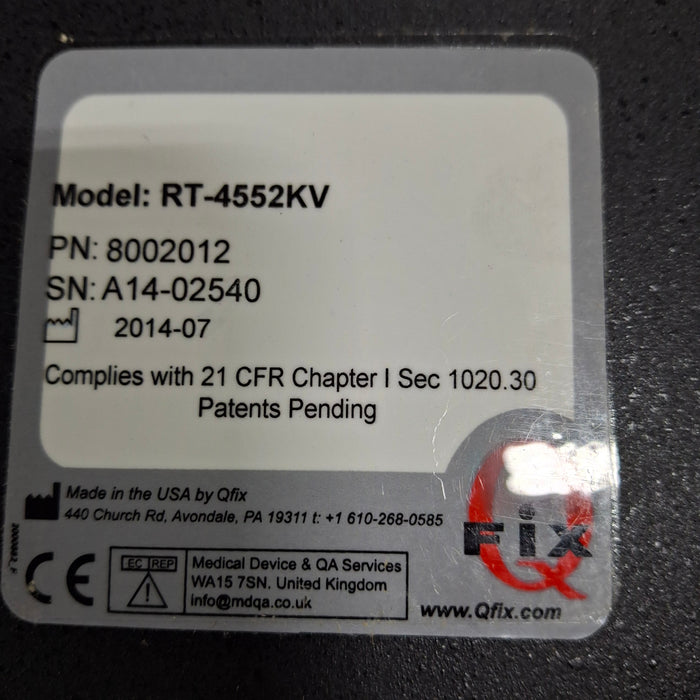 Model: RT-4552KV
PN: 8002012
SN: A14-02540
2014-07
Complies with 21 CFR Chapter I Sec 1020.30
Patents Pending
Made in the USA by Qfix
440 Church Rd, Avondale, PA 19311 t: +1 610-268-0585
Q
FiX
CE
EC REP
Medical Device & QA Services
WA15 7SN. United Kingdom
info@mdqa.co.uk
www.Qfix.com